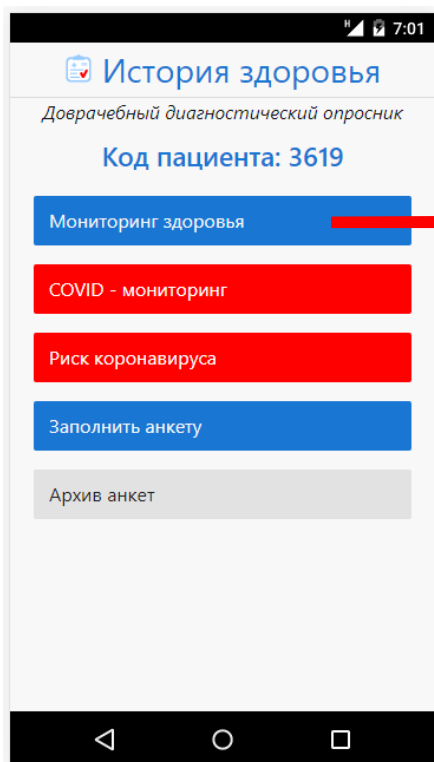 H 7:01
История здоровья
Доврачебный диагностический опросник
Код пациента: 3619
Мониторинг здоровья
COVID - мониторинг
Риск коронавируса
Заполнить анкету
Архив анкет